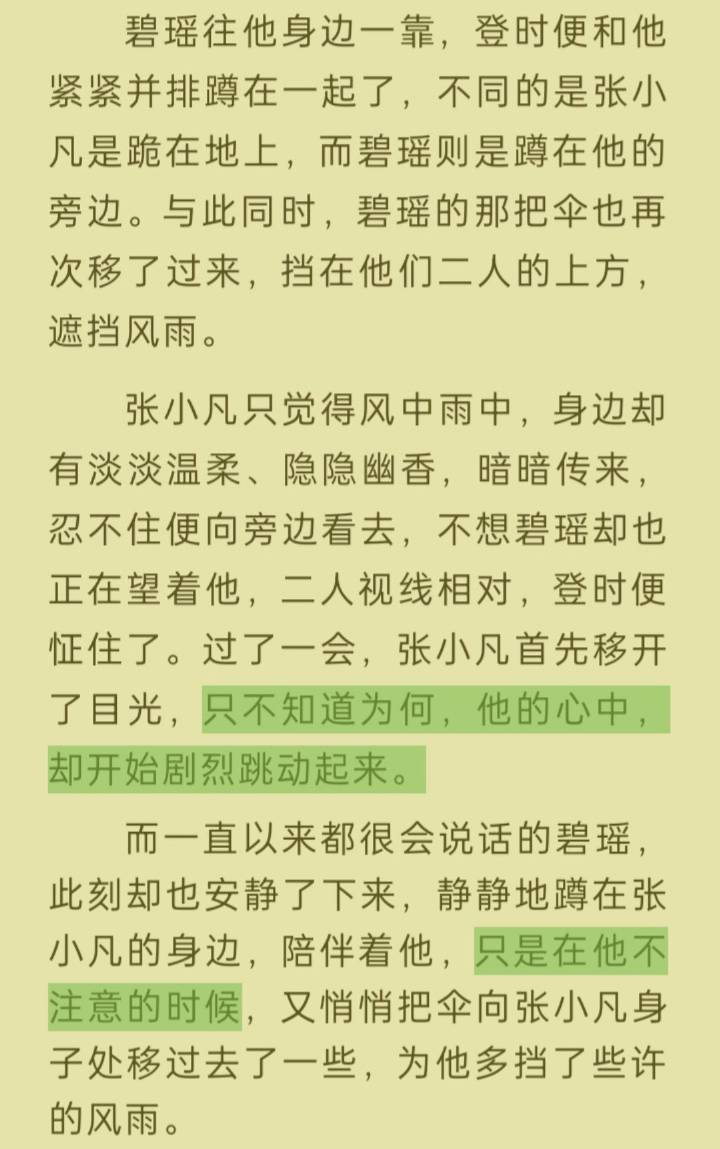 碧瑶往他身边一靠，登时便和他
紧紧并排蹲在一起了，不同的是张小
凡是跪在地上，而碧瑶则是蹲在他的
旁边。与此同时，碧瑶的那把伞也再
次移了过来，挡在他们二人的上方，
遮挡风雨。
张小凡只觉得风中雨中，身边却
有淡淡温柔、隐隐幽香，暗暗传来，
忍不住便向旁边看去，不想碧瑶却也
正在望着他，二人视线相对，登时便
怔住了。过了一会，张小凡首先移开
了目光，只不知道为何，他的心中，
却开始剧烈跳动起来。
而一直以来都很会说话的碧瑶，
此刻却也安静了下来，静静地蹲在张
小凡的身边，陪伴着他，只是在他不
注意的时候，又悄悄把伞向张小凡身
子处移过去了一些，为他多挡了些许
的风雨。